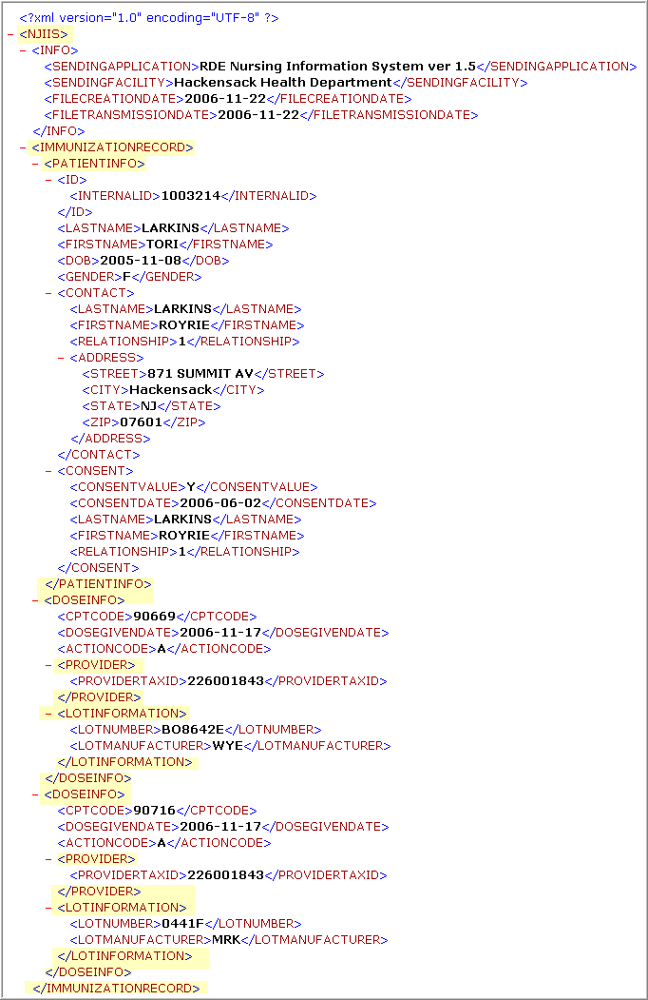 <?xml version="1.0" encoding="UTF-8" ?>
- <NJIIS>
- <INFO>
<SENDINGAPPLICATION>RDE Nursing Information System ver 1.5</SENDINGAPPLICATION>
<SENDINGFACILITY>Hackensack Health Department</SENDINGFACILITY>
<FILECREATIONDATE>2006-11-22</FILECREATIONDATE>
<FILETRANSMISSIONDATE>2006-11-22</FILETRANSMISSIONDATE>
</INFO>
- <IMMUNIZATIONRECORD>
- <PATIENTINFO>
- <ID>
<INTERNALID>1003214</INTERNALID>
</ID>
<LASTNAME>LARKINS</LASTNAME>
<FIRSTNAME>TORI</FIRSTNAME>
<DOB>2005-11-08</DOB>
<GENDER>F</GENDER>
- <CONTACT>
<LASTNAME>LARKINS</LASTNAME>
<FIRSTNAME>ROYRIE</FIRSTNAME>
<RELATIONSHIP>1</RELATIONSHIP>
- <ADDRESS>
<STREET>871 SUMMIT AV</STREET>
<CITY>Hackensack</CITY>
<STATE>NJ</STATE>
<ZIP>07601</ZIP>
</ADDRESS>
</CONTACT>
- <CONSENT>
<CONSENTVALUE>Y</CONSENTVALUE>
<CONSENTDATE>2006-06-02</CONSENTDATE>
<LASTNAME>LARKINS</LASTNAME>
<FIRSTNAME>ROYRIE</FIRSTNAME>
<RELATIONSHIP>1</RELATIONSHIP>
</CONSENT>
</PATIENTINFO>
- <DOSEINFO>
<CPTCODE>90669</CPTCODE>
<DOSEGIVENDATE>2006-11-17</DOSEGIVENDATE>
<ACTIONCODE>A</ACTIONCODE>
- <PROVIDER>
<PROVIDERTAXID>226001843</PROVIDERTAXID>
</PROVIDER>
- <LOTINFORMATION>
<LOTNUMBER>BO8642E</LOTNUMBER>
<LOTMANUFACTURER>WYE</LOTMANUFACTURER>
</LOTINFORMATION>
</DOSEINFO>
- <DOSEINFO>
<CPTCODE>90716</CPTCODE>
<DOSEGIVENDATE>2006-11-17</DOSEGIVENDATE>
<ACTIONCODE>A</ACTIONCODE>
- <PROVIDER>
<PROVIDERTAXID>226001843</PROVIDERTAXID>
</PROVIDER>
- <LOTINFORMATION>
<LOTNUMBER>0441F</LOTNUMBER>
<LOTMANUFACTURER>MRK</LOTMANUFACTURER>
</LOTINFORMATION>
</DOSEINFO>
</IMMUNIZATIONRECORD>